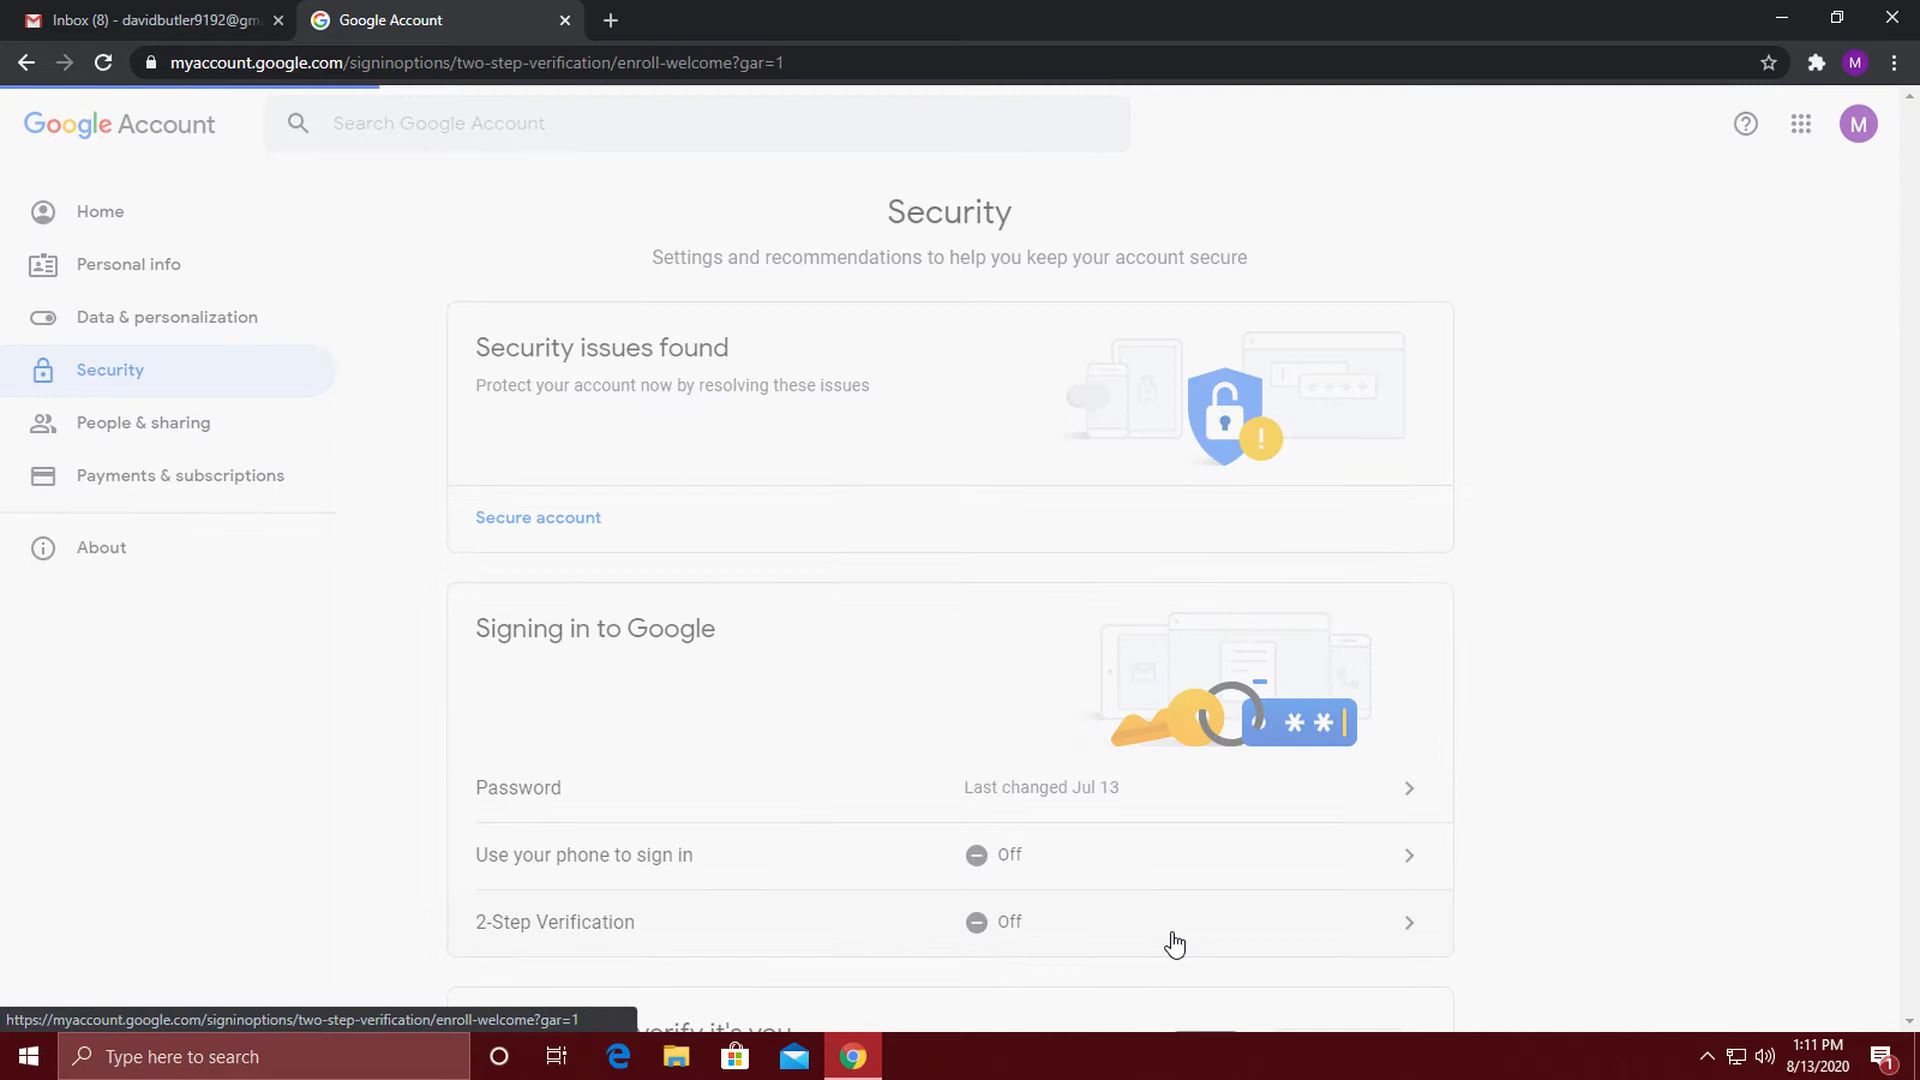 Inbox (8) - davidbutler9192@gm
Google Account
myaccount.google.com/signinoptions/two-step-verification/enroll-welcome?gar=1
M
Google Account
Search Google Account
M
Home
Personal info
Data & personalization
Security
People & sharing
Payments & subscriptions
About
Security
Settings and recommendations to help you keep your account secure
Security issues found
Protect your account now by resolving these issues
Secure account
Signing in to Google
Password
Last changed Jul 13
Use your phone to sign in
Off
2-Step Verification
Off
verify it's you
https://myaccount.google.com/signinoptions/two-step-verification/enroll-welcome?gar=1
Type here to search
1:11 PM
8/13/2020
1